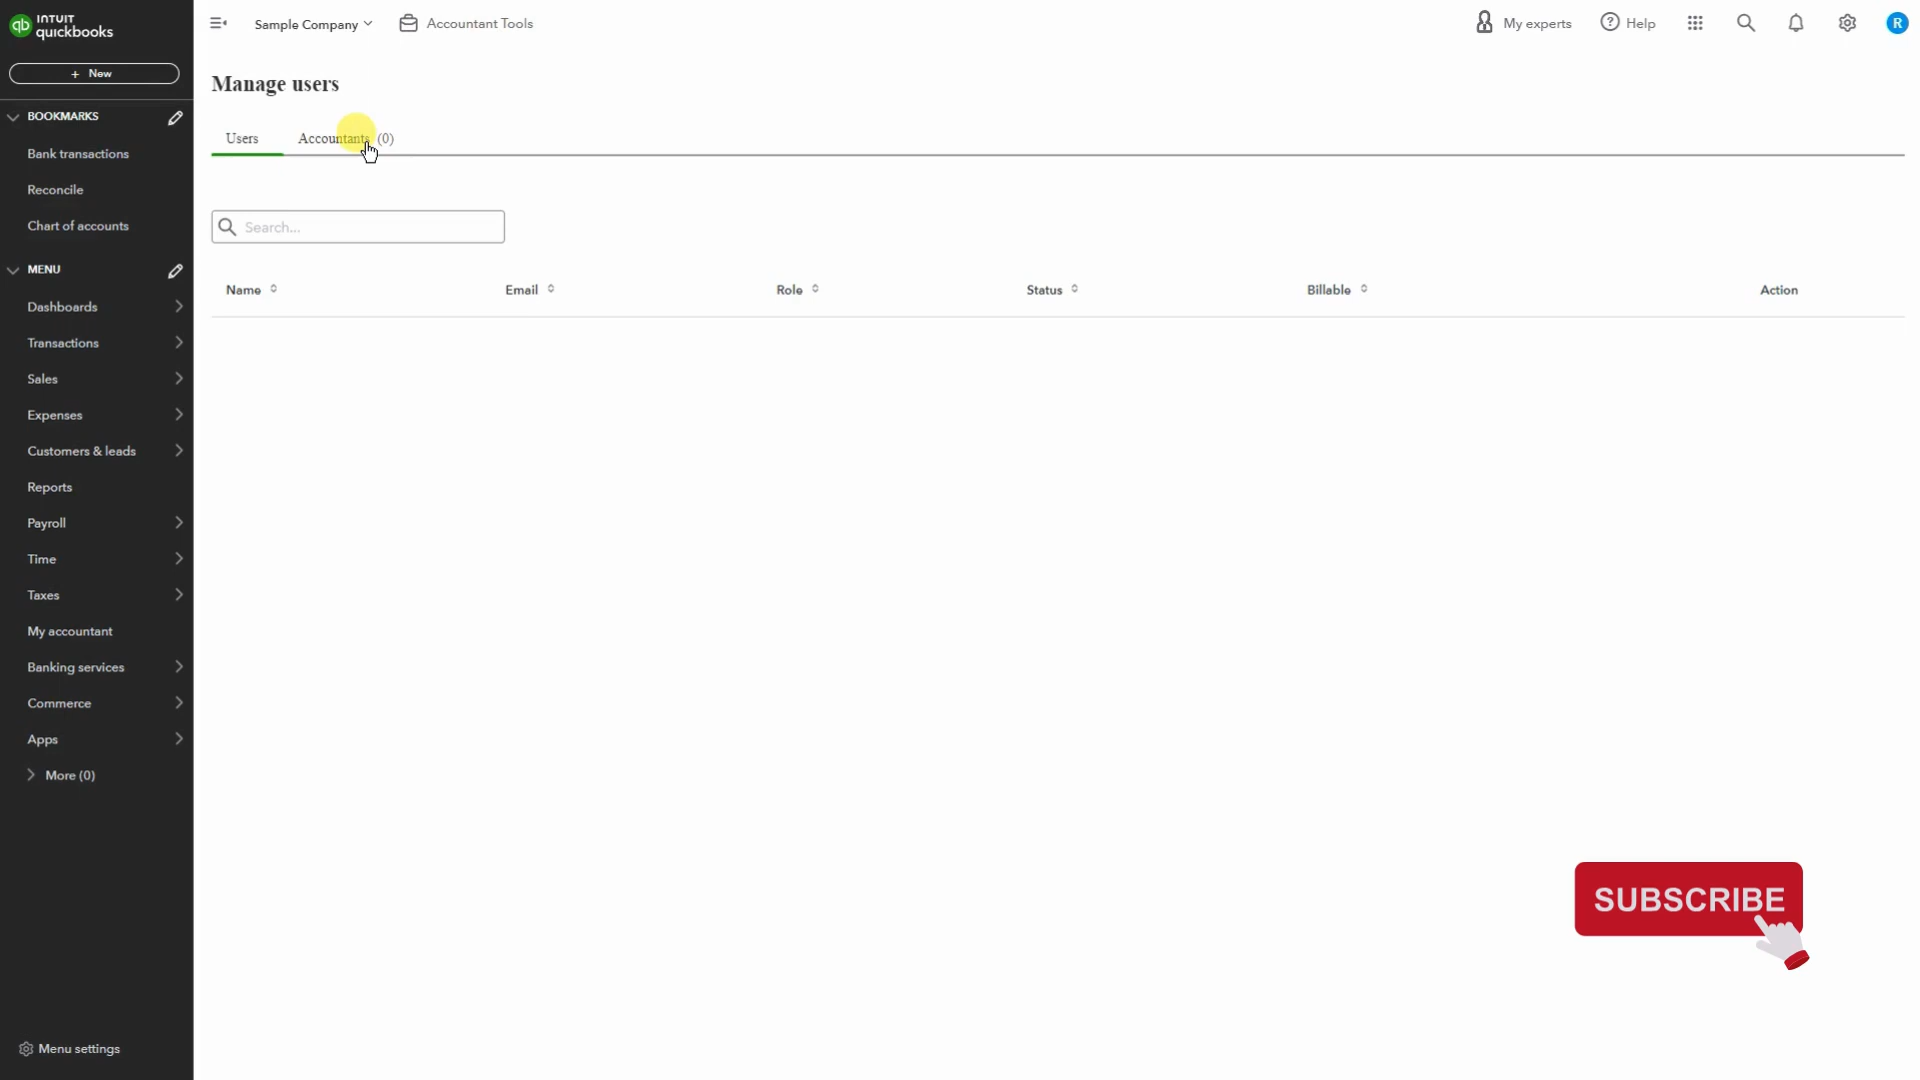 INTUIT
quickbooks
Sample Company
Accountant Tools
My experts
Help
R
+ New
Manage users
BOOKMARKS
Users
Accountants (0)
Bank transactions
Reconcile
Chart of accounts
Search...
MENU
Name
Email
Role
Status
Billable
Action
Dashboards
Transactions
Sales
Expenses
Customers & leads
Reports
Payroll
Time
Taxes
My accountant
Banking services
Commerce
Apps
More (0)
SUBSCRIBE
Menu settings